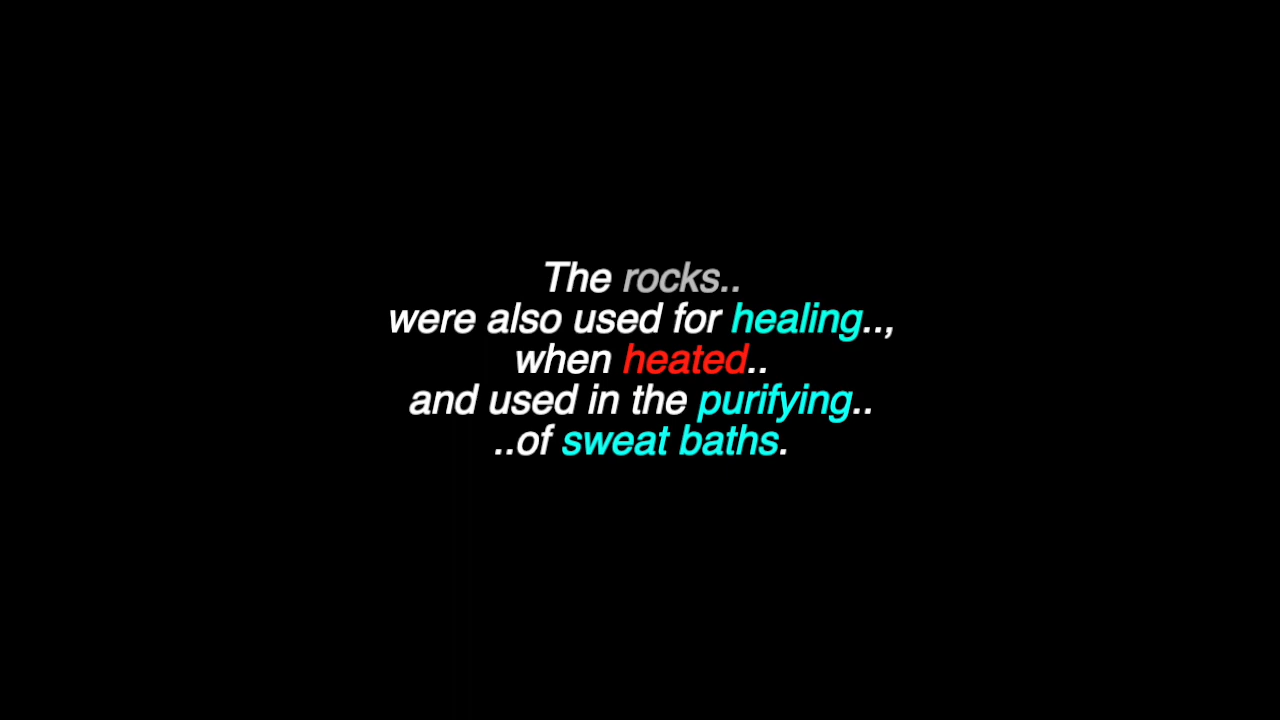 The rocks..
were also used for healing..,
when heated..
and used in the purifying..
..of sweat baths.